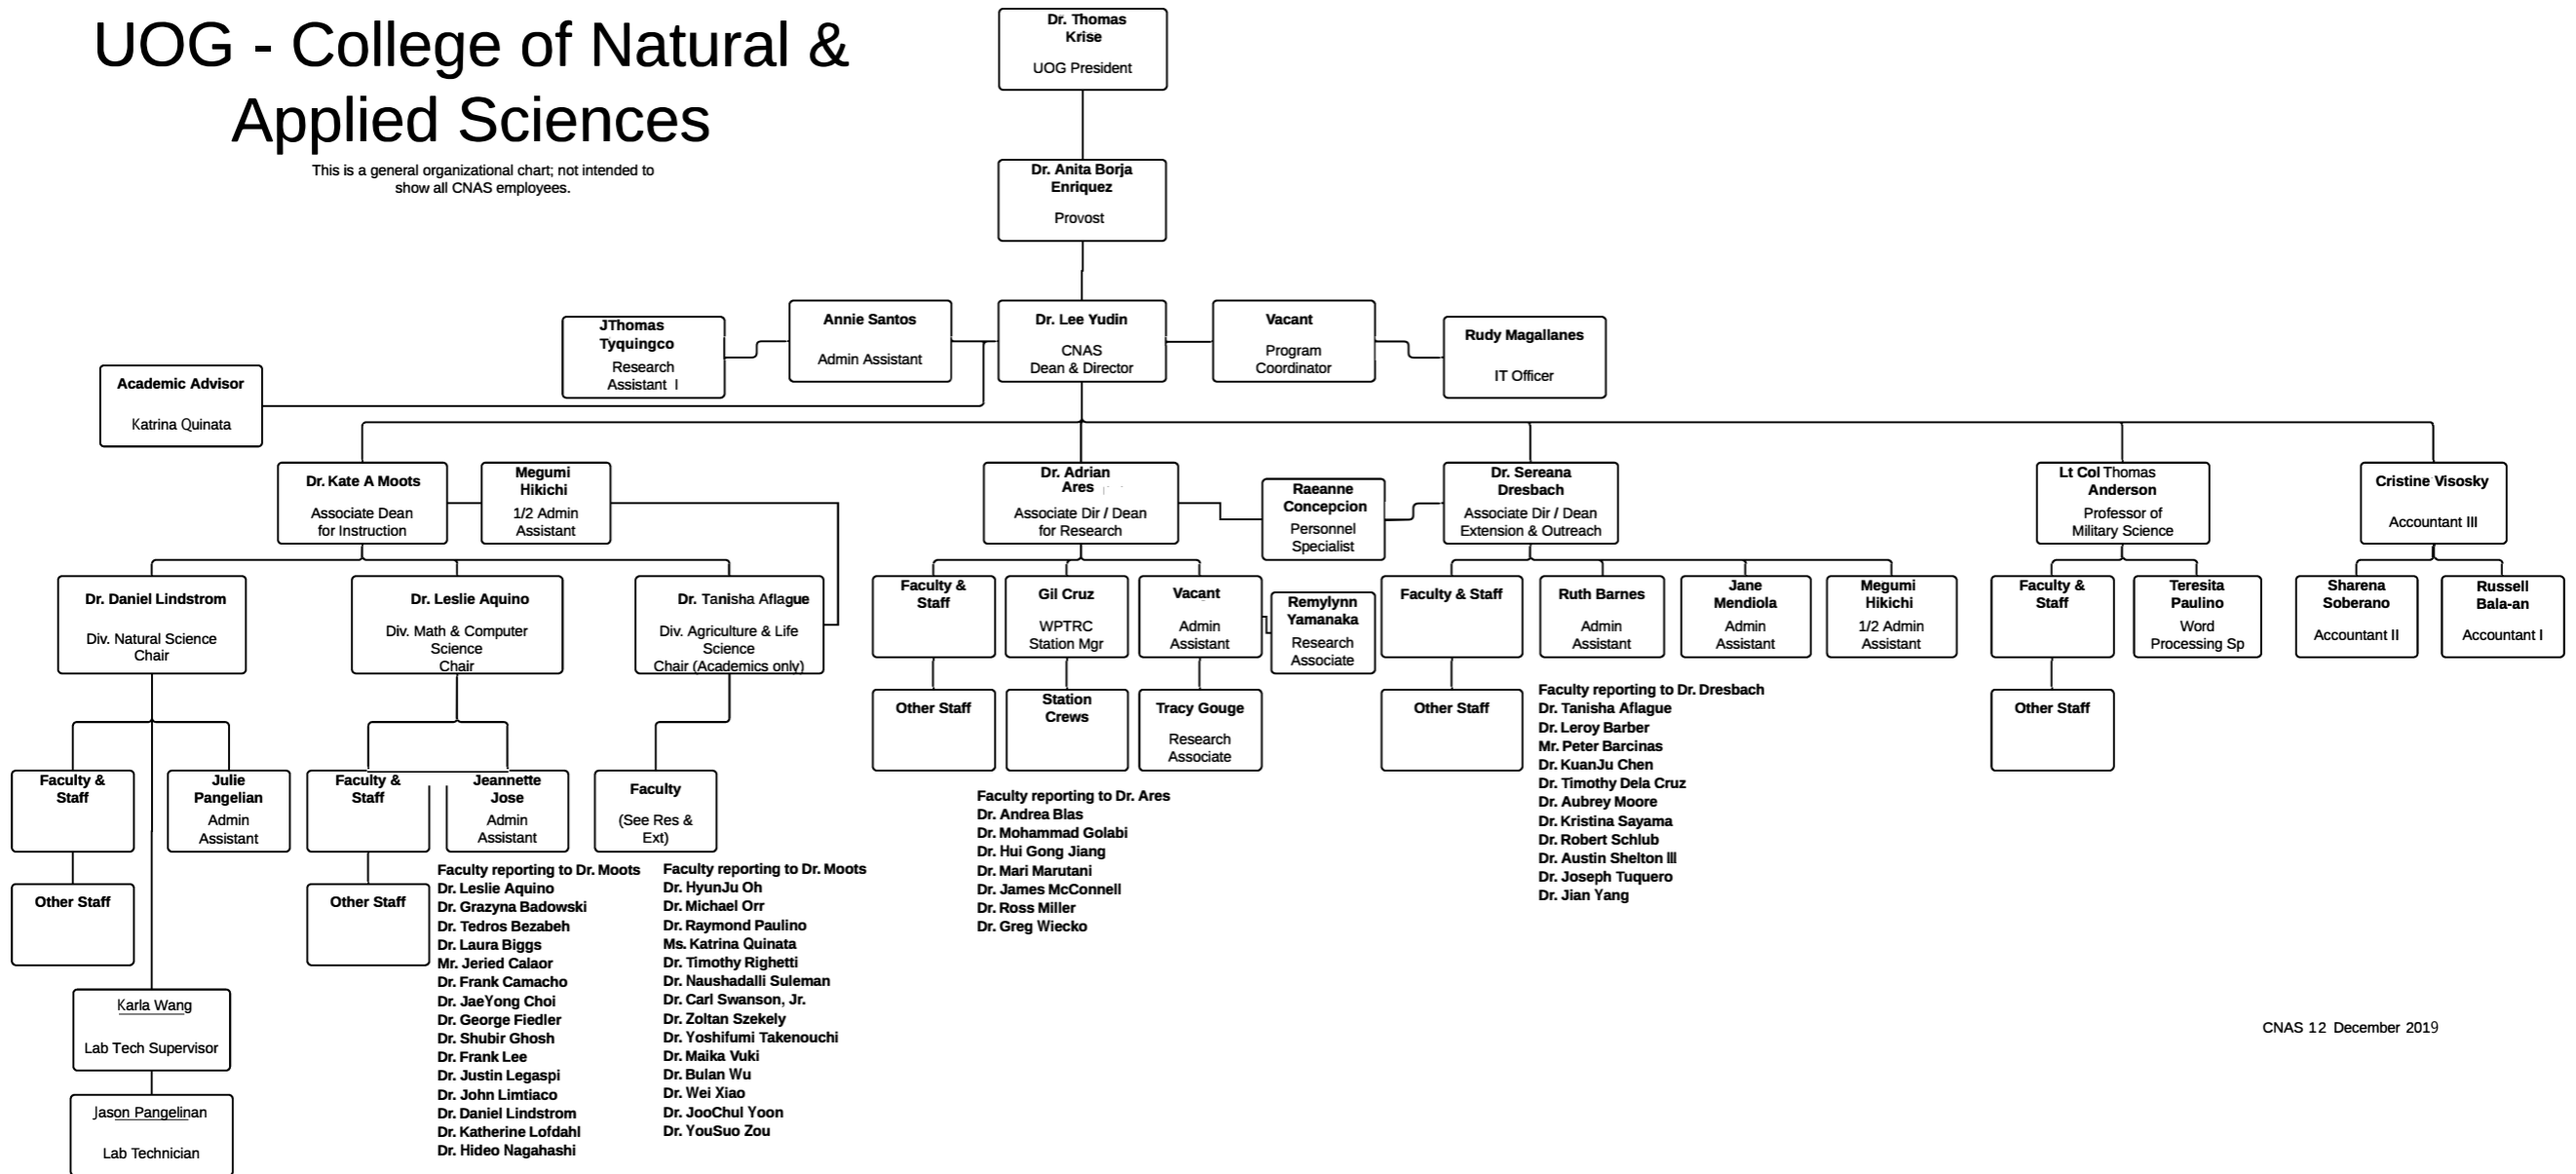 UOG - College of Natural &
Applied Sciences
This is a general organizational chart; not intended to
show all CNAS employees.
Dr. Thomas
Krise
UOG President
Dr. Anita Borja
Enriquez
Provost
JThomas
Tyquingco
Research
Assistant I
Annie Santos
Admin Assistant
Dr. Lee Yudin
CNAS
Dean & Director
Vacant
Program
Coordinator
Rudy Magallanes
IT Officer
Academic Advisor
Katrina Quinata
Dr. Kate A Moots
Associate Dean
for Instruction
Megumi
Hikichi
1/2 Admin
Assistant
Dr. Adrian
Ares
Associate Dir / Dean
for Research
Raeanne
Concepcion
Personnel
Specialist
Dr. Sereana
Dresbach
Associate Dir / Dean
Extension & Outreach
Lt Col Thomas
Anderson
Professor of
Military Science
Cristine Visosky
Accountant III
Dr. Daniel Lindstrom
Div. Natural Science
Chair
Dr. Leslie Aquino
Div. Math & Computer
Science
Chair
Dr. Tanisha Aflague
Div. Agriculture & Life
Science
Chair (Academics only)
Faculty &
Staff
Gil Cruz
WPTRC
Station Mgr
Vacant
Admin
Assistant
Remylynn
Yamanaka
Research
Associate
Faculty & Staff
Ruth Barnes
Admin
Assistant
Jane
Mendiola
Admin
Assistant
Megumi
Hikichi
1/2 Admin
Assistant
Faculty &
Staff
Teresita
Paulino
Word
Processing Sp
Sharena
Soberano
Accountant II
Russell
Bala-an
Accountant I
Other Staff
Station
Crews
Tracy Gouge
Research
Associate
Other Staff
Other Staff
Faculty &
Staff
Julie
Pangelian
Admin
Assistant
Faculty &
Staff
Jeannette
Jose
Admin
Assistant
Faculty
(See Res &
Ext)
Other Staff
Other Staff
Karla Wang
Lab Tech Supervisor
Jason Pangelinan
Lab Technician
Faculty reporting to Dr. Moots
Dr. Leslie Aquino
Dr. Grazyna Badowski
Dr. Tedros Bezabeh
Dr. Laura Biggs
Mr. Jeried Calaor
Dr. Frank Camacho
Dr. JaeYong Choi
Dr. George Fiedler
Dr. Shubir Ghosh
Dr. Frank Lee
Dr. Justin Legaspi
Dr. John Limtiaco
Dr. Daniel Lindstrom
Dr. Katherine Lofdahl
Dr. Hideo Nagahashi
Faculty reporting to Dr. Moots
Dr. HyunJu Oh
Dr. Michael Orr
Dr. Raymond Paulino
Ms. Katrina Quinata
Dr. Timothy Righetti
Dr. Naushadalli Suleman
Dr. Carl Swanson, Jr.
Dr. Zoltan Szekely
Dr. Yoshifumi Takenouchi
Dr. Maika Vuki
Dr. Bulan Wu
Dr. Wei Xiao
Dr. JooChul Yoon
Dr. YouSuo Zou
Faculty reporting to Dr. Ares
Dr. Andrea Blas
Dr. Mohammad Golabi
Dr. Hui Gong Jiang
Dr. Mari Marutani
Dr. James McConnell
Dr. Ross Miller
Dr. Greg Wiecko
Faculty reporting to Dr. Dresbach
Dr. Tanisha Aflague
Dr. Leroy Barber
Mr. Peter Barcinas
Dr. KuanJu Chen
Dr. Timothy Dela Cruz
Dr. Aubrey Moore
Dr. Kristina Sayama
Dr. Robert Schlub
Dr. Austin Shelton III
Dr. Joseph Tuquero
Dr. Jian Yang
CNAS 12 December 2019